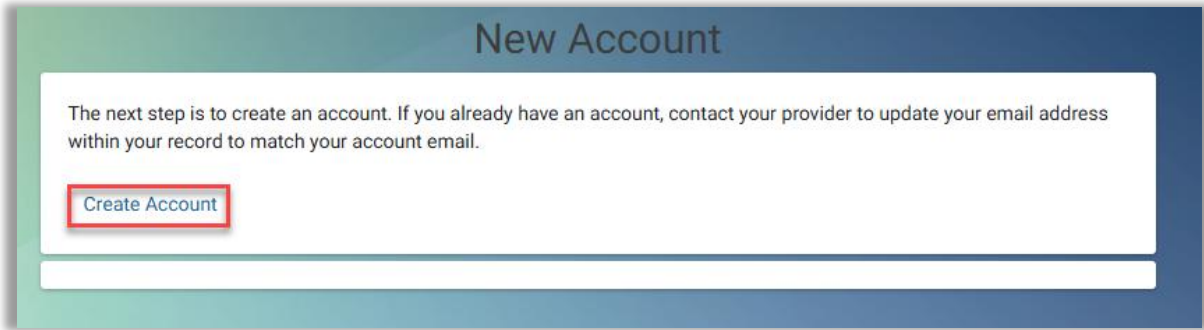 New Account
The next step is to create an account. If you already have an account, contact your provider to update your email address
within your record to match your account email.
Create Account